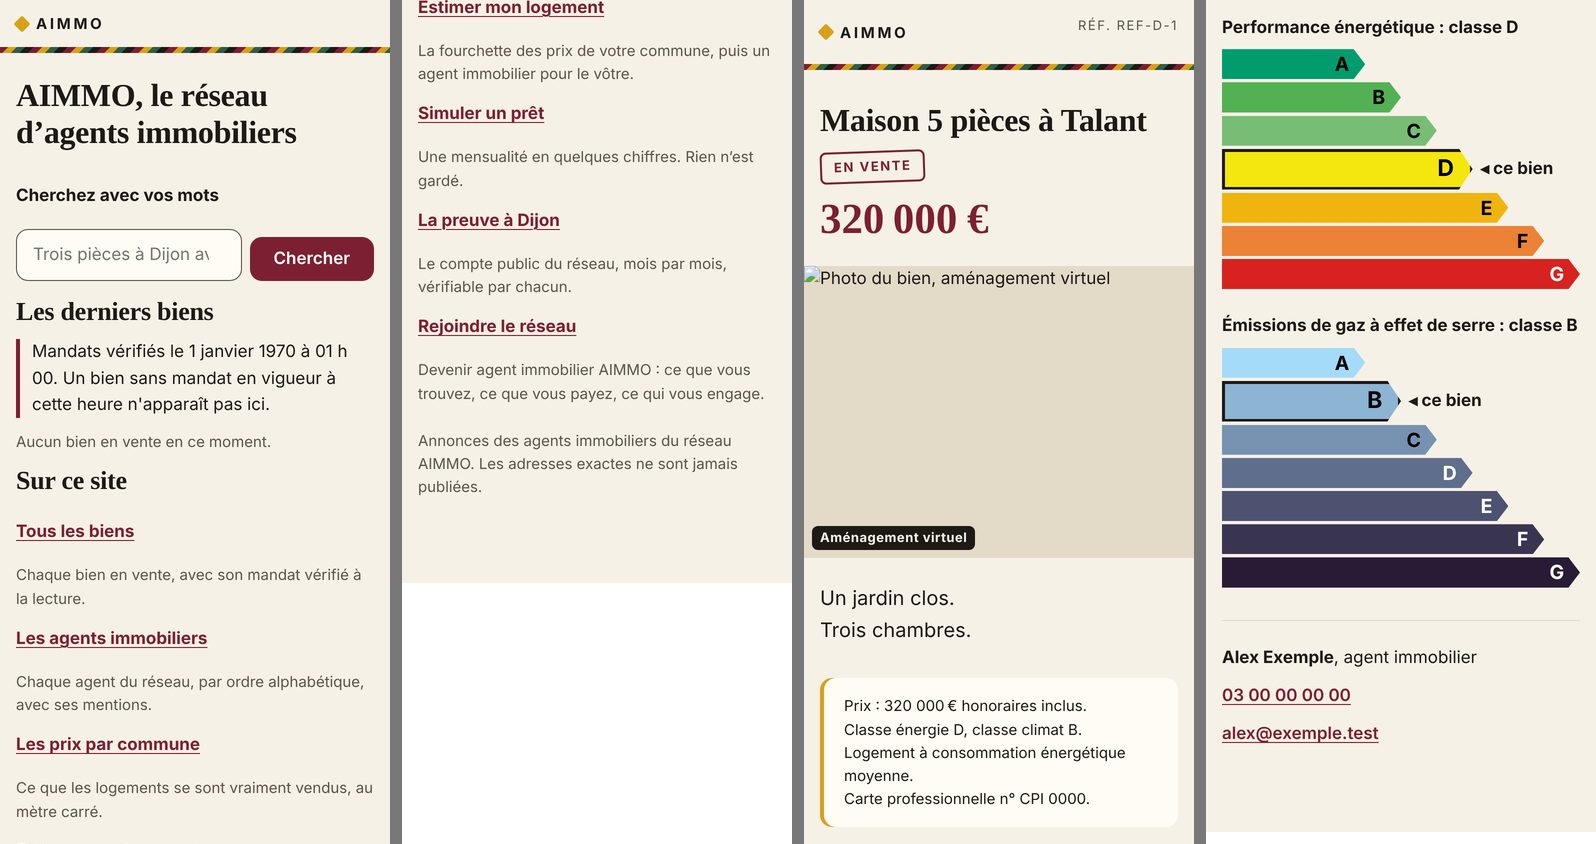 AIMMO
AIMMO, le réseau
d’agents immobiliers
Cherchez avec vos mots
Trois pièces à Dijon av
Chercher
Les derniers biens
Mandats vérifiés le 1 janvier 1970 à 01 h
00. Un bien sans mandat en vigueur à
cette heure n'apparaît pas ici.
Aucun bien en vente en ce moment.
Sur ce site
Tous les biens
Chaque bien en vente, avec son mandat vérifié à
la lecture.
Les agents immobiliers
Chaque agent du réseau, par ordre alphabétique,
avec ses mentions.
Les prix par commune
Ce que les logements se sont vraiment vendus, au
mètre carré.
Estimer mon logement
La fourchette des prix de votre commune, puis un
agent immobilier pour le vôtre.
Simuler un prêt
Une mensualité en quelques chiffres. Rien n’est
gardé.
La preuve à Dijon
Le compte public du réseau, mois par mois,
vérifiable par chacun.
Rejoindre le réseau
Devenir agent immobilier AIMMO : ce que vous
trouvez, ce que vous payez, ce qui vous engage.
Annonces des agents immobiliers du réseau
AIMMO. Les adresses exactes ne sont jamais
publiées.
AIMMO
RÉF. REF-D-1
Maison 5 pièces à Talant
EN VENTE
320 000 €
Photo du bien, aménagement virtuel
Aménagement virtuel
Un jardin clos.
Trois chambres.
Prix : 320 000 € honoraires inclus.
Classe énergie D, classe climat B.
Logement à consommation énergétique
moyenne.
Carte professionnelle n° CPI 0000.
Performance énergétique : classe D
A
B
C
D ◂ ce bien
E
F
G
Émissions de gaz à effet de serre : classe B
A
B ◂ ce bien
C
D
E
F
G
Alex Exemple, agent immobilier
03 00 00 00 00
alex@exemple.test